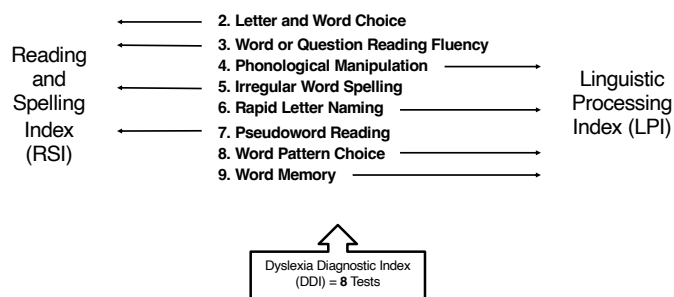 Reading
and
Spelling
Index
(RSI)
2. Letter and Word Choice
3. Word or Question Reading Fluency
4. Phonological Manipulation
5. Irregular Word Spelling
6. Rapid Letter Naming
7. Pseudoword Reading
8. Word Pattern Choice
9. Word Memory
Linguistic
Processing
Index (LPI)
Dyslexia Diagnostic Index
(DDI) = 8 Tests